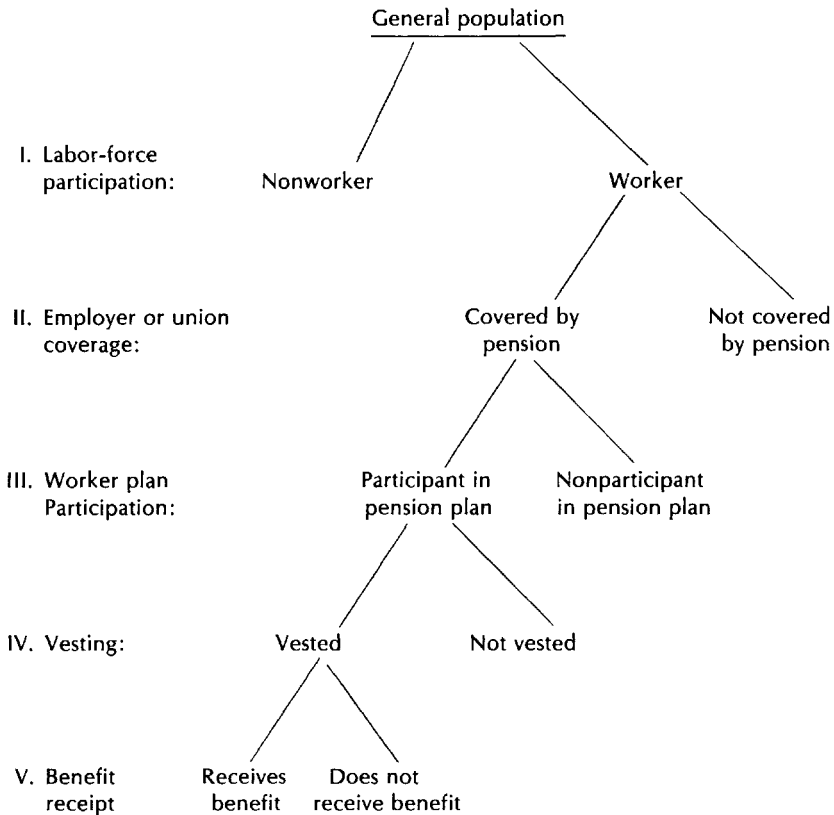 General population
I. Labor-force
participation:
Nonworker
Worker
II. Employer or union
coverage:
Covered by
pension
Not covered
by pension
III. Worker plan
Participation:
Participant in
pension plan
Nonparticipant
in pension plan
IV. Vesting:
Vested
Not vested
V. Benefit
receipt
Receives
benefit
Does not
receive benefit